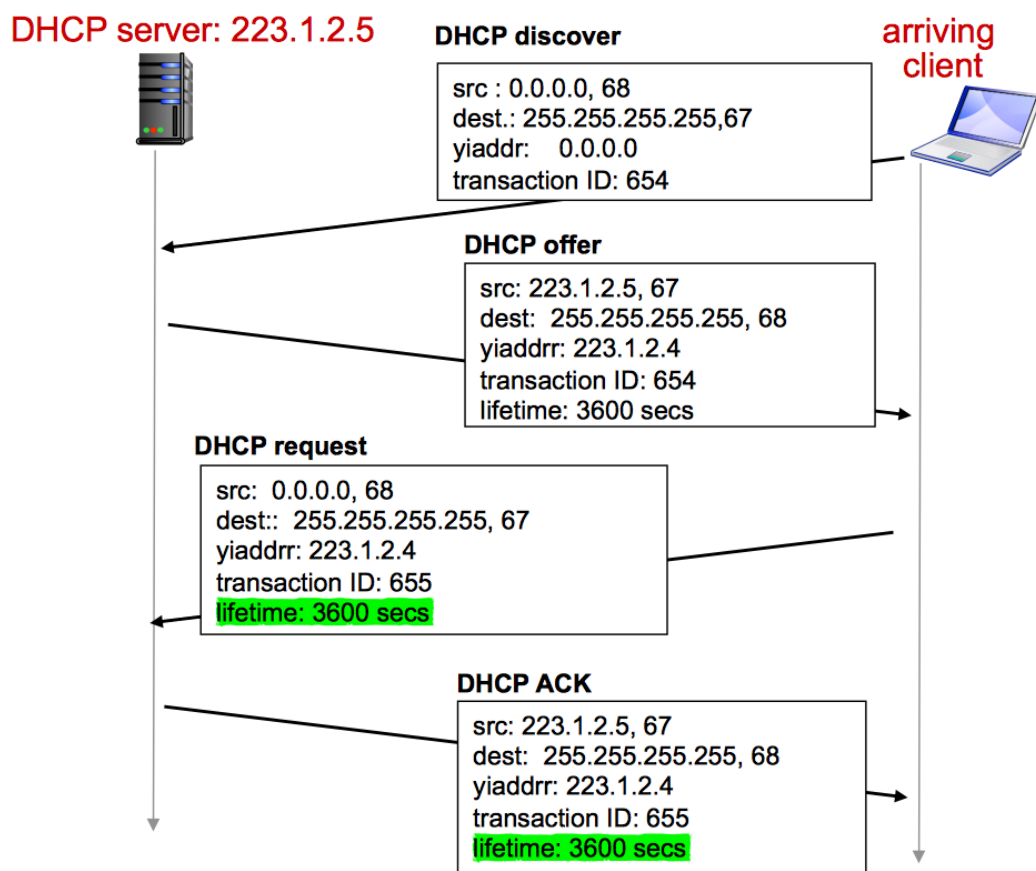 DHCP server: 223.1.2.5
DHCP discover
arriving
client
src : 0.0.0.0, 68
dest.: 255.255.255.255,67
yiaddr: 0.0.0.0
transaction ID: 654
DHCP offer
src: 223.1.2.5, 67
dest: 255.255.255.255, 68
yiaddrr: 223.1.2.4
transaction ID: 654
lifetime: 3600 secs
DHCP request
src: 0.0.0.0, 68
dest:: 255.255.255.255, 67
yiaddrr: 223.1.2.4
transaction ID: 655
lifetime: 3600 secs
DHCP ACK
src: 223.1.2.5, 67
dest: 255.255.255.255, 68
yiaddrr: 223.1.2.4
transaction ID: 655
lifetime: 3600 secs